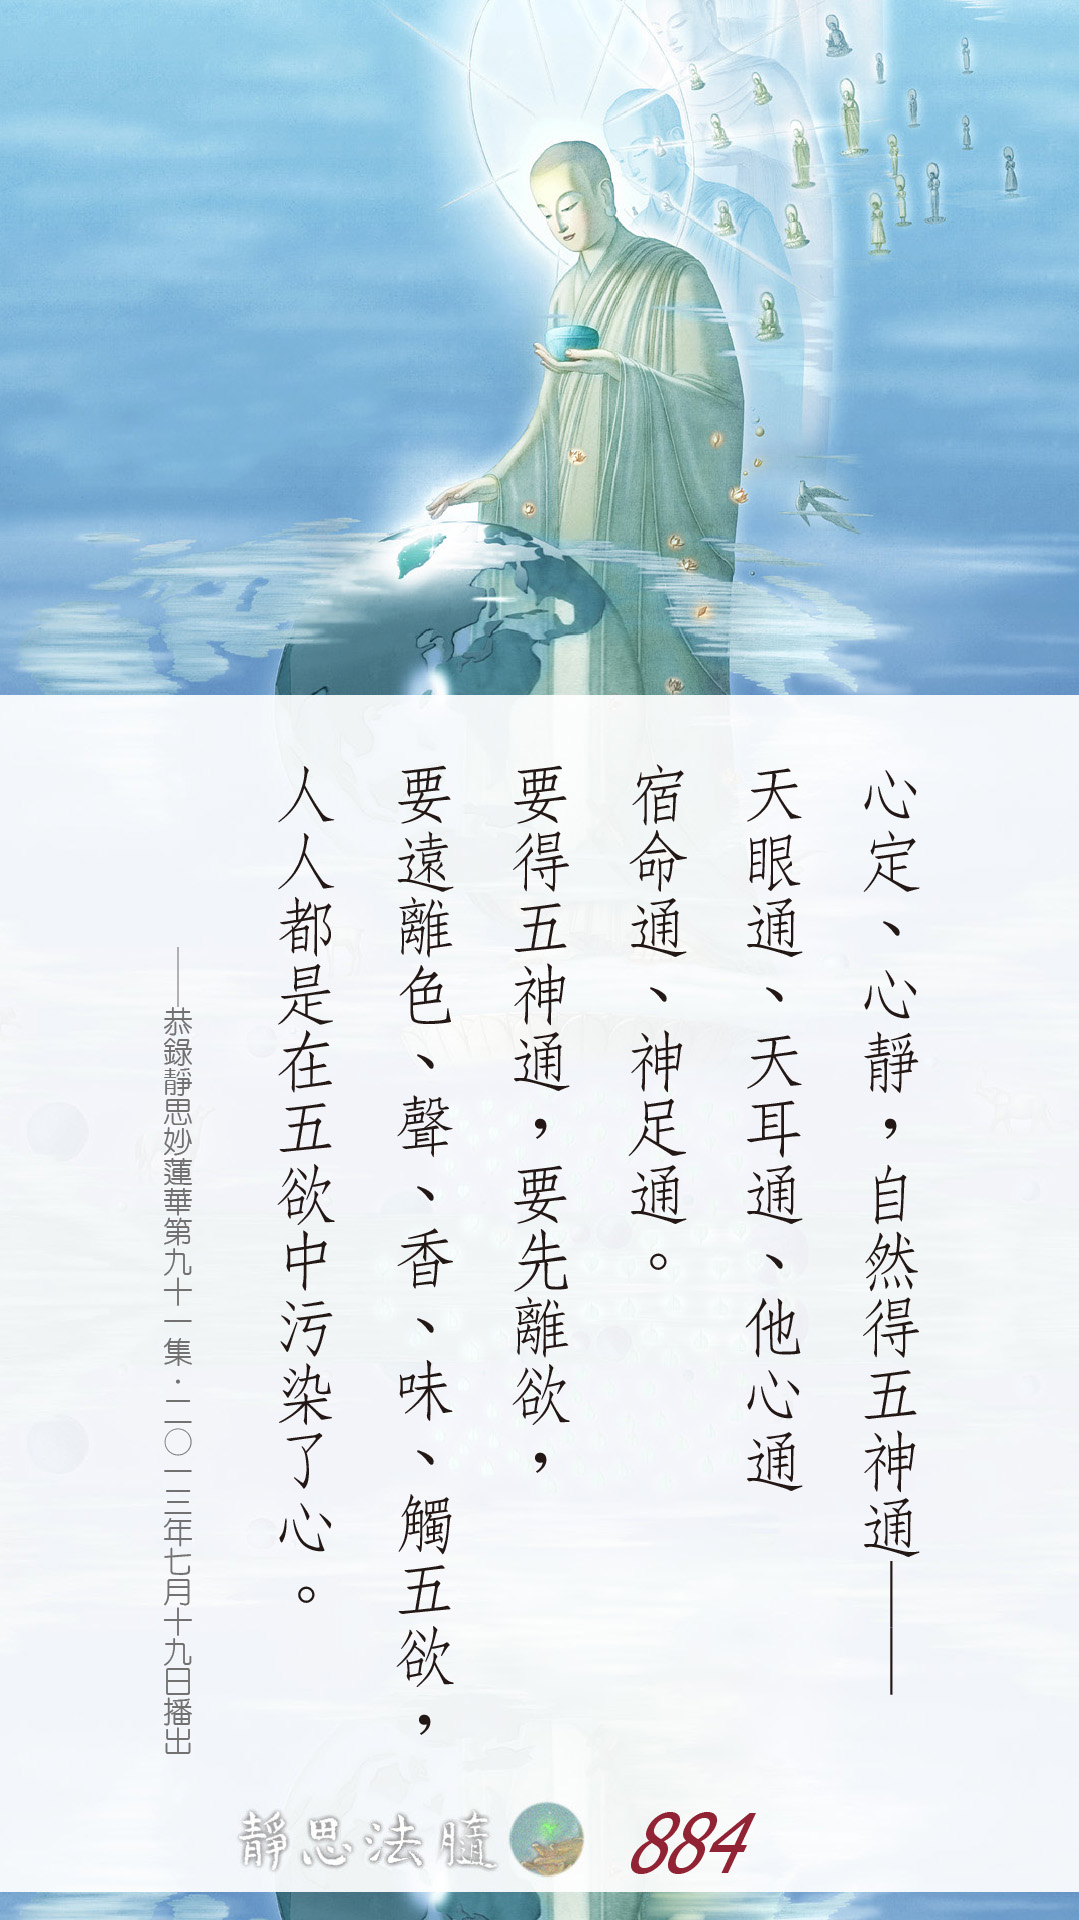 心定、心靜，自然得五神通——
天眼通、天耳通、他心通
宿命通、神足通。
要得五神通，要先離欲，
要遠離色、聲、香、味、觸五欲，
人人都是在五欲中污染了心。
——恭錄靜思妙蓮華第九十一集·二〇一三年七月十九日播出
靜思法髓
884